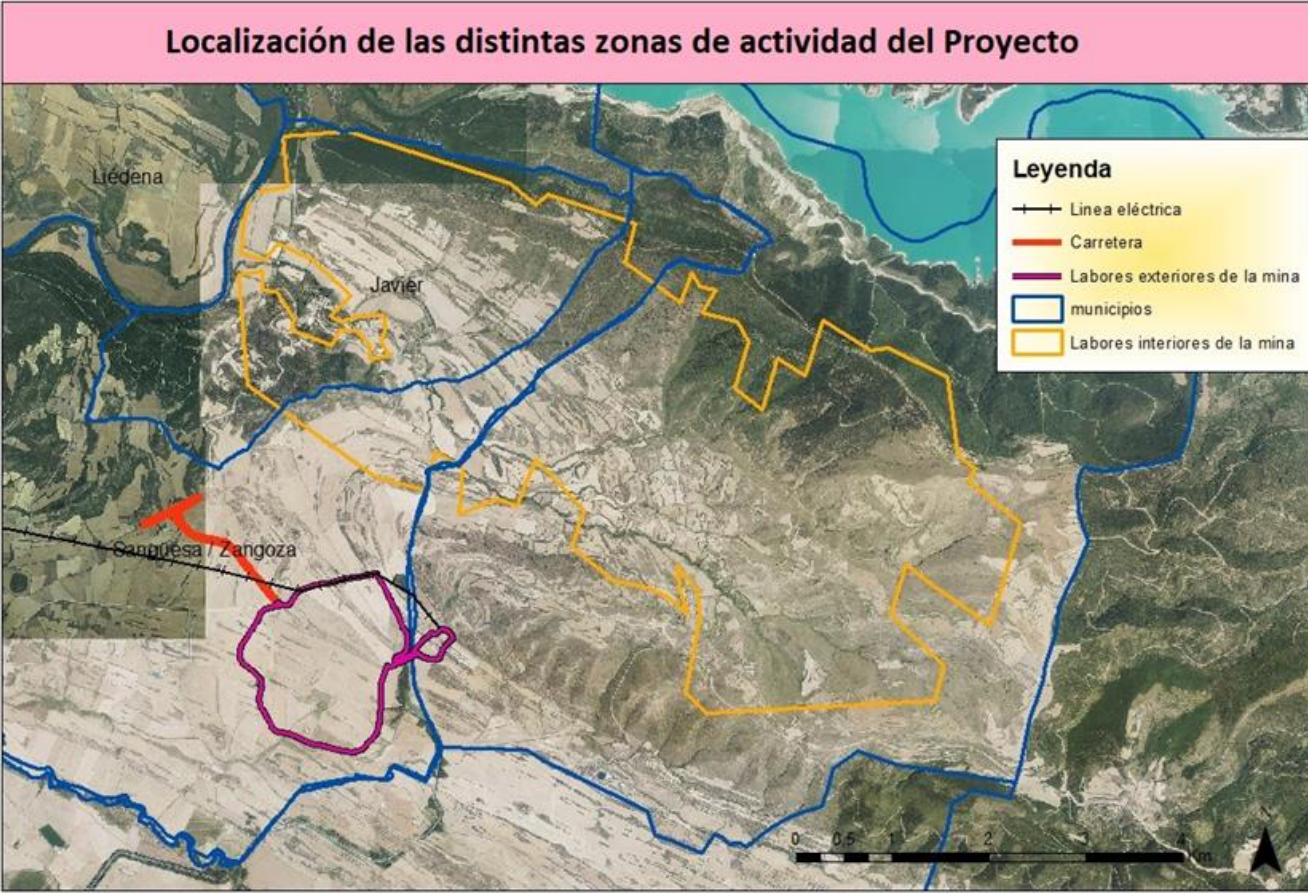 Localización de las distintas zonas de actividad del Proyecto
Liédena
Javier
Sangüesa / Zangoza
Leyenda
Linea eléctrica
Carretera
Labores exteriores de la mina
municipios
Labores interiores de la mina
0 0,5 1 2 3 4
Km